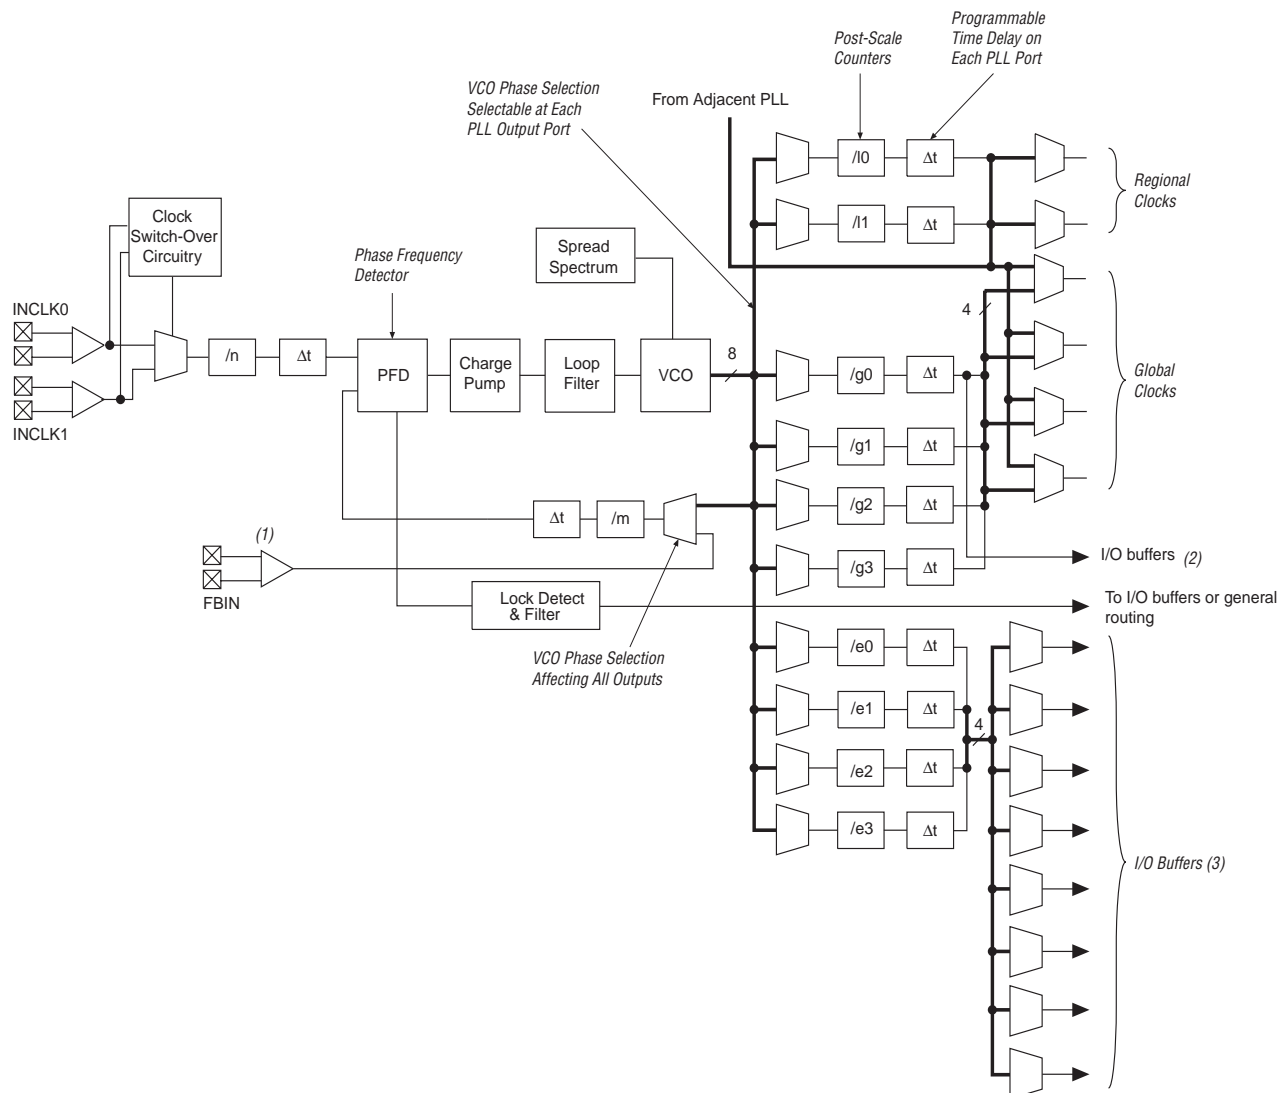 Programmable
Time Delay on
Each PLL Port
Post-Scale
Counters
VCO Phase Selection
Selectable at Each
PLL Output Port
From Adjacent PLL
/l0
Δt
Regional
Clocks
/l1
Δt
Clock
Switch-Over
Circuitry
Spread
Spectrum
Phase Frequency
Detector
4
INCLK0
/n
Δt
PFD
Charge
Pump
Loop
Filter
VCO
8
/g0
Δt
Global
Clocks
INCLK1
/g1
Δt
Δt
/m
/g2
Δt
(1)
FBIN
/g3
Δt
I/O buffers (2)
Lock Detect
& Filter
To I/O buffers or general
routing
VCO Phase Selection
Affecting All Outputs
/e0
Δt
/e1
Δt
4
/e2
Δt
/e3
Δt
I/O Buffers (3)